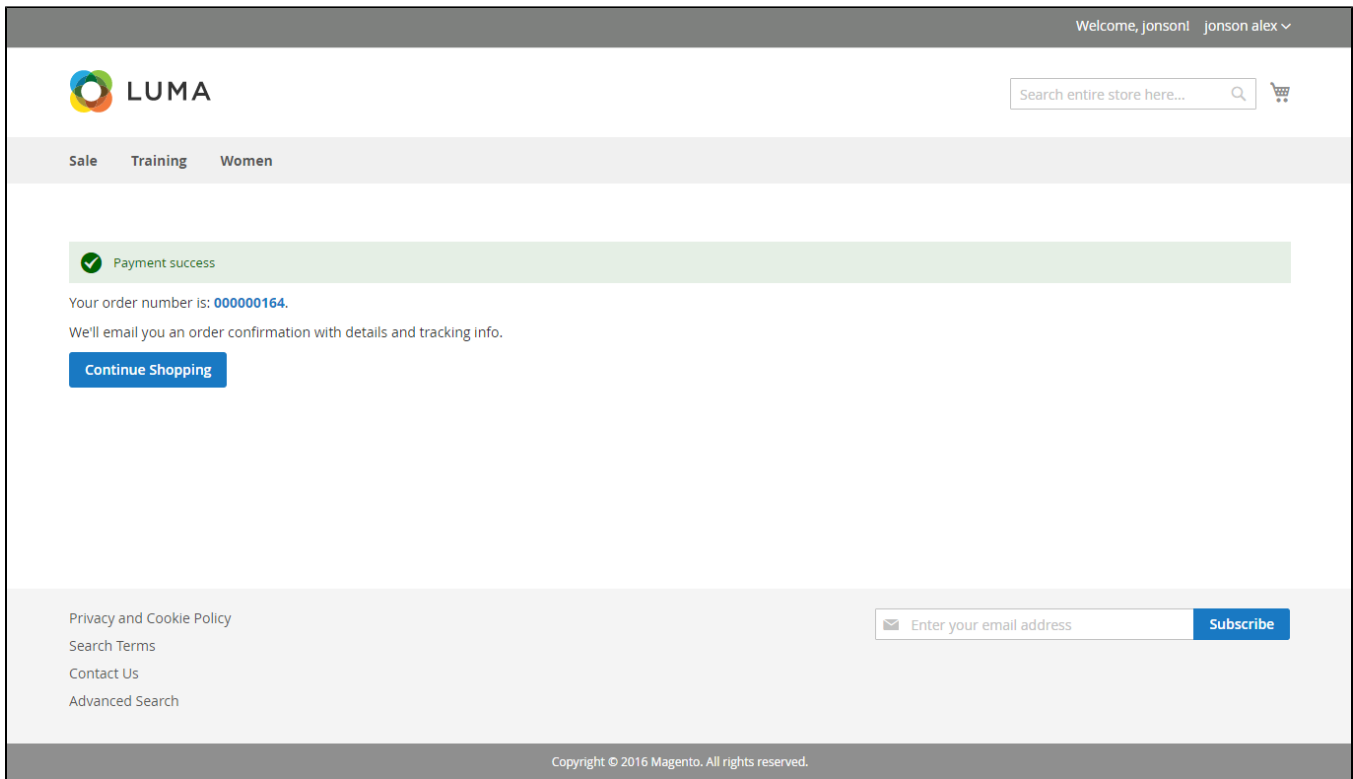 Welcome, jonson! jonson alex
LUMA
Search entire store here...
Sale Training Women
Payment success
Your order number is: 000000164.
We'll email you an order confirmation with details and tracking info.
Continue Shopping
Privacy and Cookie Policy
Enter your email address Subscribe
Search Terms
Contact Us
Advanced Search
Copyright © 2016 Magento. All rights reserved.